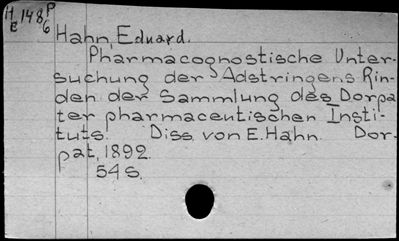 H E 148 P 6
Hahn, Eduard.
Pharmacognostische Unter-
suchung der Adstringens Rin-
den der Sammlung des Dorpa-
ter pharmaceutischen Insti-
tuts. Diss. von E. Hahn. Dor-
pat, 1892.
54 S.